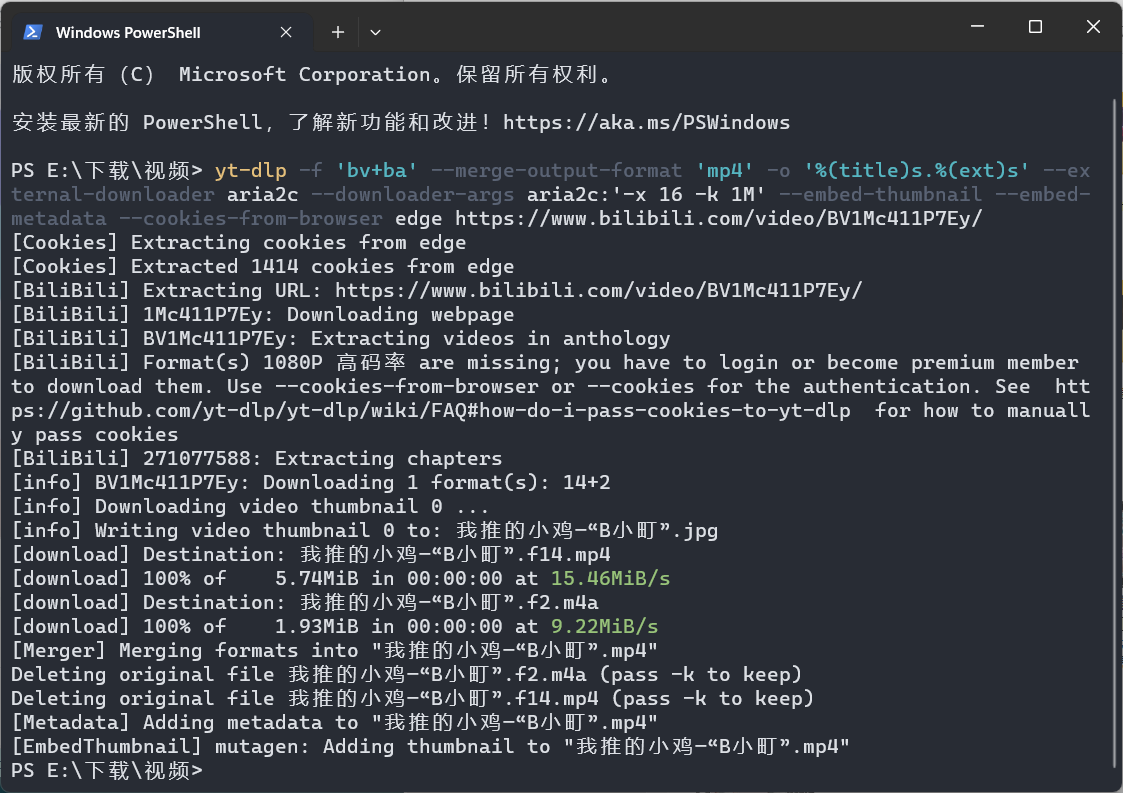 Windows PowerShell
版权所有 (C) Microsoft Corporation。保留所有权利。
安装最新的 PowerShell，了解新功能和改进！https://aka.ms/PSWindows
PS E:\下载\视频> yt-dlp -f 'bv+ba' --merge-output-format 'mp4' -o '%(title)s.%(ext)s' --ex
ternal-downloader aria2c --downloader-args aria2c:'-x 16 -k 1M' --embed-thumbnail --embed-
metadata --cookies-from-browser edge https://www.bilibili.com/video/BV1Mc411P7Ey/
[Cookies] Extracting cookies from edge
[Cookies] Extracted 1414 cookies from edge
[BiliBili] Extracting URL: https://www.bilibili.com/video/BV1Mc411P7Ey/
[BiliBili] 1Mc411P7Ey: Downloading webpage
[BiliBili] BV1Mc411P7Ey: Extracting videos in anthology
[BiliBili] Format(s) 1080P 高码率 are missing; you have to login or become premium member
to download them. Use --cookies-from-browser or --cookies for the authentication. See  htt
ps://github.com/yt-dlp/yt-dlp/wiki/FAQ#how-do-i-pass-cookies-to-yt-dlp  for how to manuall
y pass cookies
[BiliBili] 271077588: Extracting chapters
[info] BV1Mc411P7Ey: Downloading 1 format(s): 14+2
[info] Downloading video thumbnail 0 ...
[info] Writing video thumbnail 0 to: 我推的小鸡—“B小町”.jpg
[download] Destination: 我推的小鸡—“B小町”.f14.mp4
[download] 100% of    5.74MiB in 00:00:00 at 15.46MiB/s
[download] Destination: 我推的小鸡—“B小町”.f2.m4a
[download] 100% of    1.93MiB in 00:00:00 at 9.22MiB/s
[Merger] Merging formats into "我推的小鸡—“B小町”.mp4"
Deleting original file 我推的小鸡—“B小町”.f2.m4a (pass -k to keep)
Deleting original file 我推的小鸡—“B小町”.f14.mp4 (pass -k to keep)
[Metadata] Adding metadata to "我推的小鸡—“B小町”.mp4"
[EmbedThumbnail] mutagen: Adding thumbnail to "我推的小鸡—“B小町”.mp4"
PS E:\下载\视频>